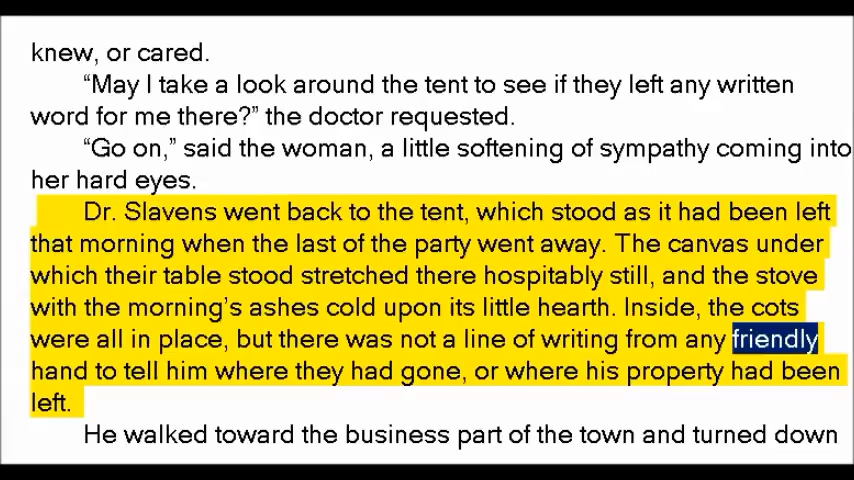 knew, or cared.
“May I take a look around the tent to see if they left any written
word for me there?” the doctor requested.
“Go on,” said the woman, a little softening of sympathy coming into
her hard eyes.
Dr. Slavens went back to the tent, which stood as it had been left
that morning when the last of the party went away. The canvas under
which their table stood stretched there hospitably still, and the stove
with the morning’s ashes cold upon its little hearth. Inside, the cots
were all in place, but there was not a line of writing from any friendly
hand to tell him where they had gone, or where his property had been
left.
He walked toward the business part of the town and turned down